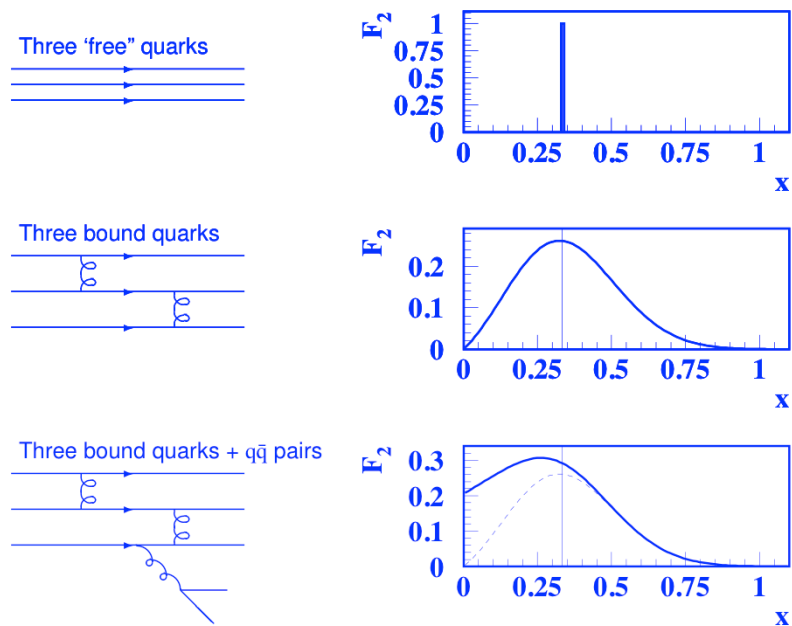 Three ‘free” quarks
F₂
1
0.75
0.5
0.25
0
0 0.25 0.5 0.75 1
x
Three bound quarks
F₂
0.2
0.1
0
0 0.25 0.5 0.75 1
x
Three bound quarks + qq̄ pairs
F₂
0.3
0.2
0.1
0
0 0.25 0.5 0.75 1
x